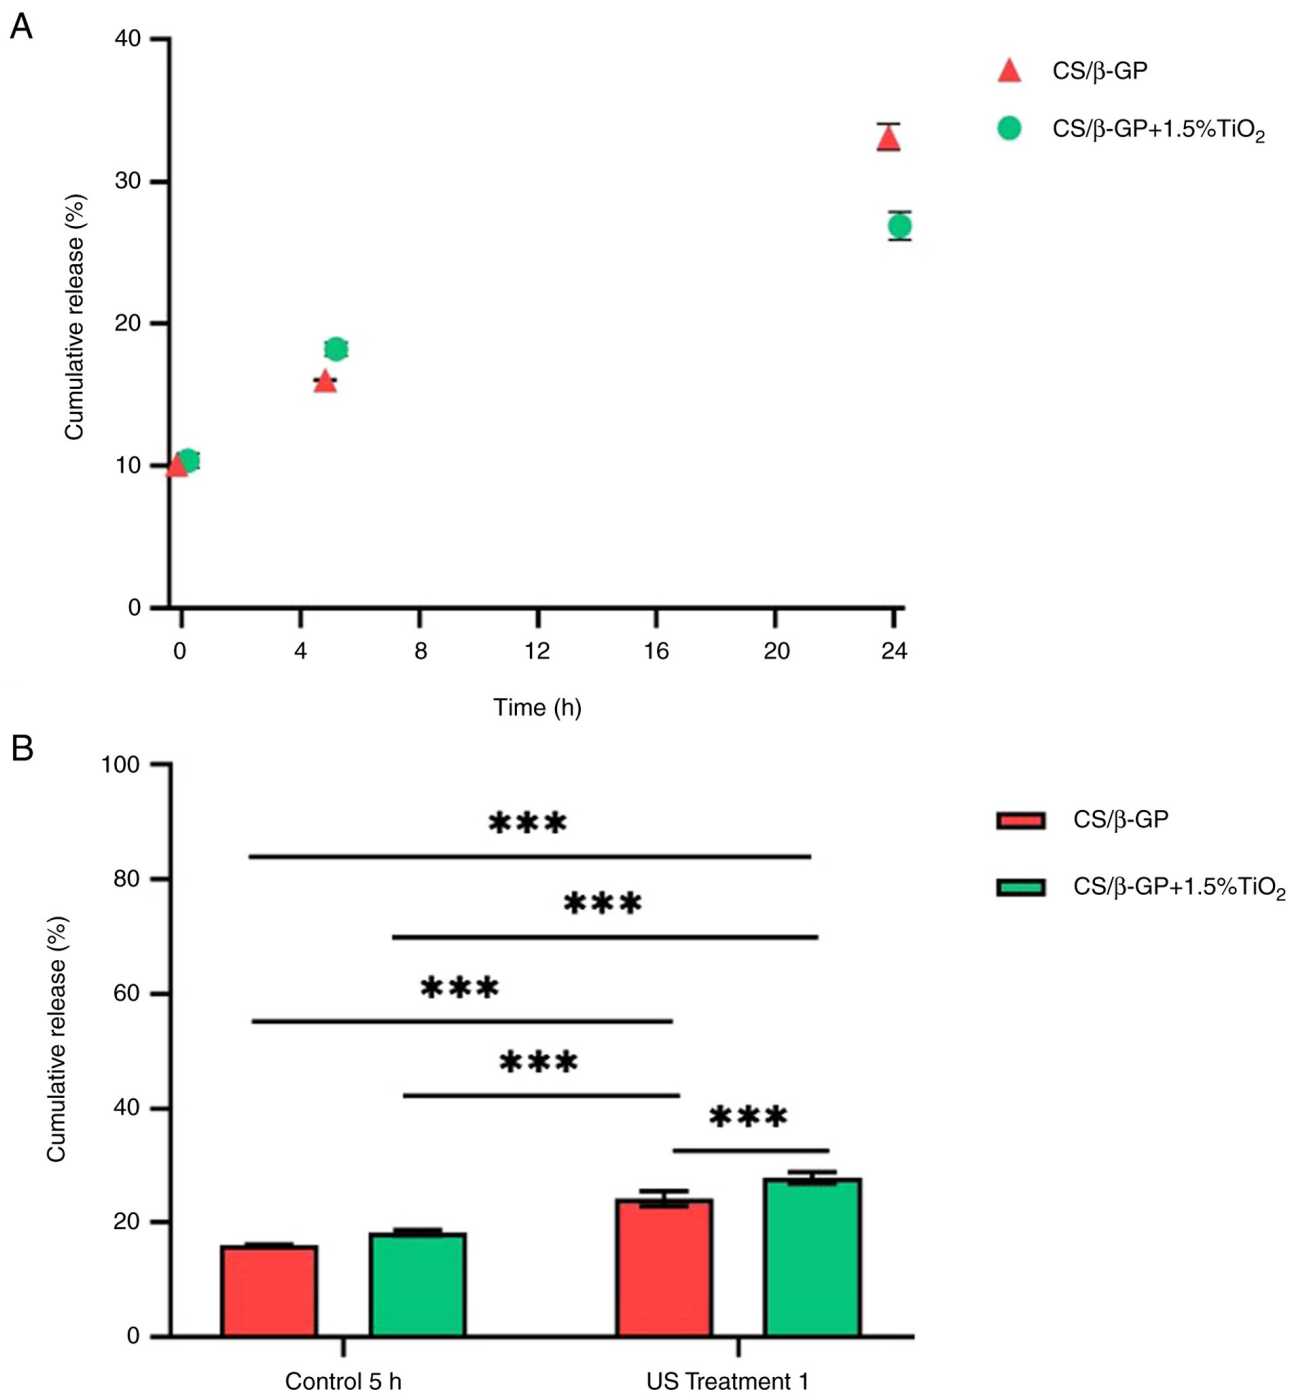 A
40
30
20
10
0
Cumulative release (%)
0 4 8 12 16 20 24
Time (h)
CS/β-GP
CS/β-GP+1.5%TiO₂
B
100
80
60
40
20
0
Cumulative release (%)
***
***
***
***
***
Control 5 h US Treatment 1
CS/β-GP
CS/β-GP+1.5%TiO₂